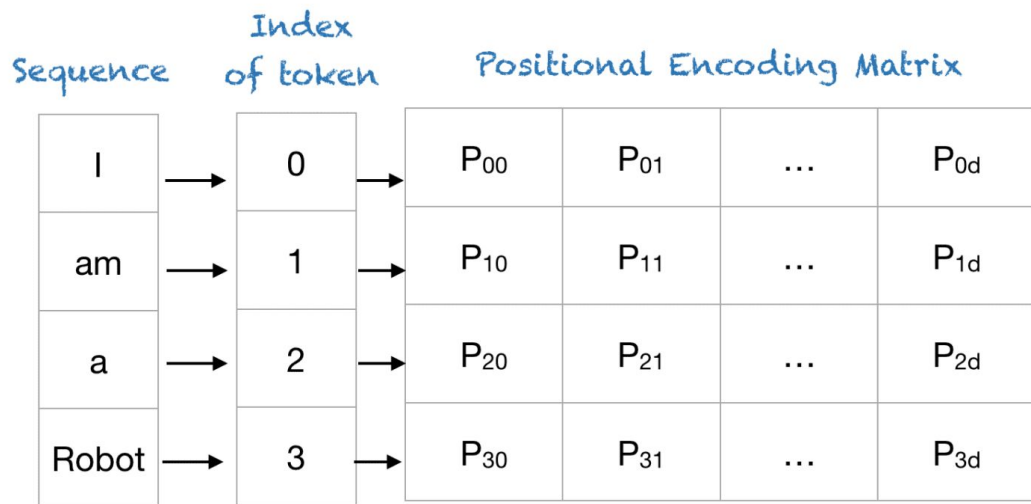 Index
Sequence of token Positional Encoding Matrix
I 0 P₀₀ P₀₁ ... P₀d
am 1 P₁₀ P₁₁ ... P₁d
a 2 P₂₀ P₂₁ ... P₂d
Robot 3 P₃₀ P₃₁ ... P₃d